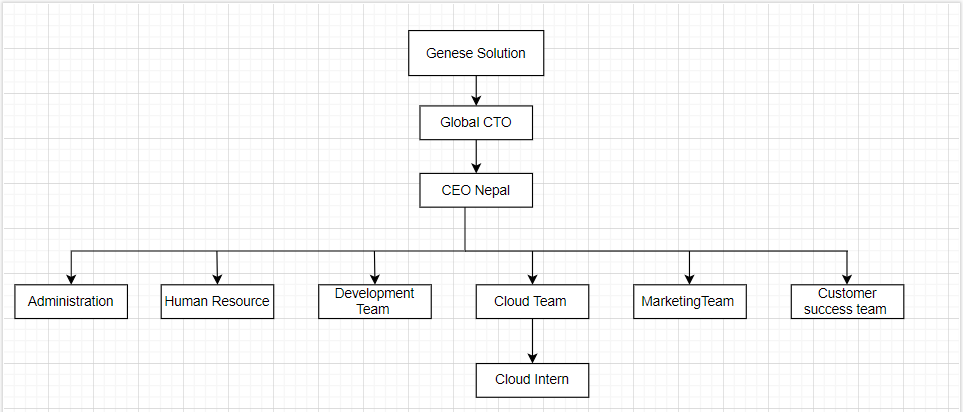 Genese Solution
Global CTO
CEO Nepal
Administration
Human Resource
Development
Team
Cloud Team
MarketingTeam
Customer
success team
Cloud Intern